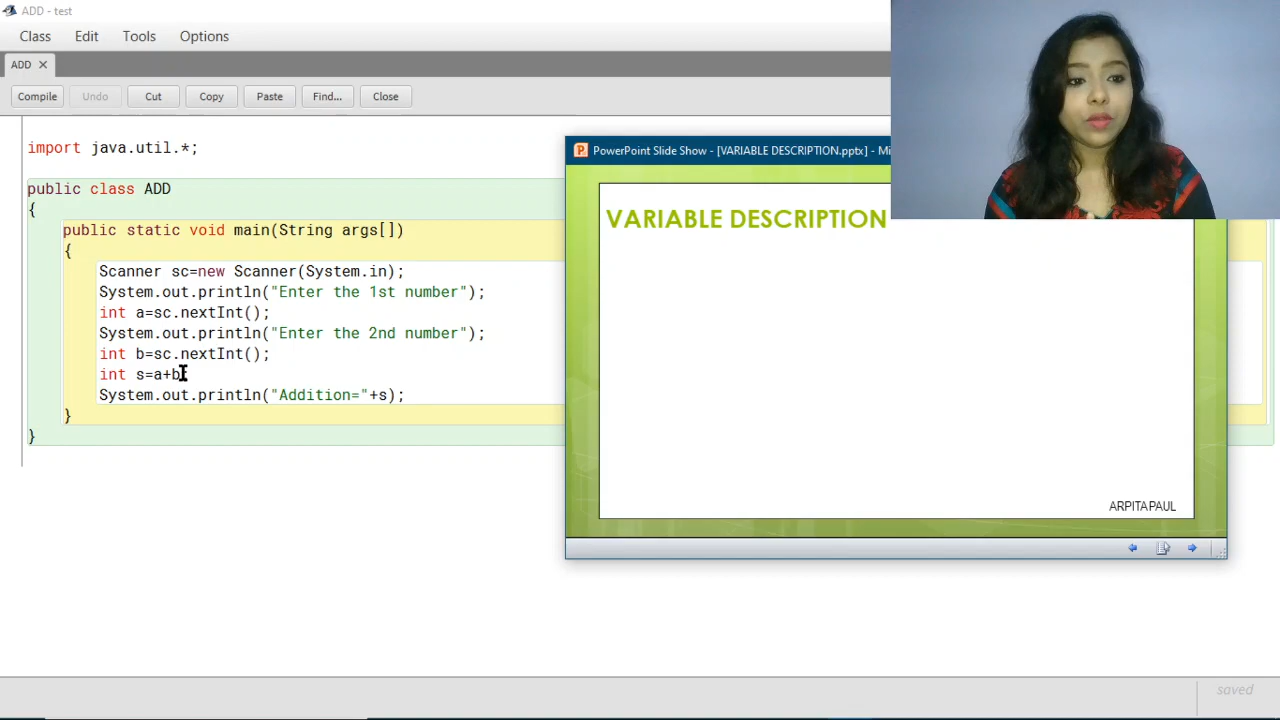 ADD - test
Class Edit Tools Options
ADD ✕
Compile Undo Cut Copy Paste Find... Close
import java.util.*;
public class ADD
{
public static void main(String args[])
{
Scanner sc=new Scanner(System.in);
System.out.println("Enter the 1st number");
int a=sc.nextInt();
System.out.println("Enter the 2nd number");
int b=sc.nextInt();
int s=a+b
System.out.println("Addition="+s);
}
}
PowerPoint Slide Show - [VARIABLE DESCRIPTION.pptx] - Mi
VARIABLE DESCRIPTION
ARPITA PAUL
saved